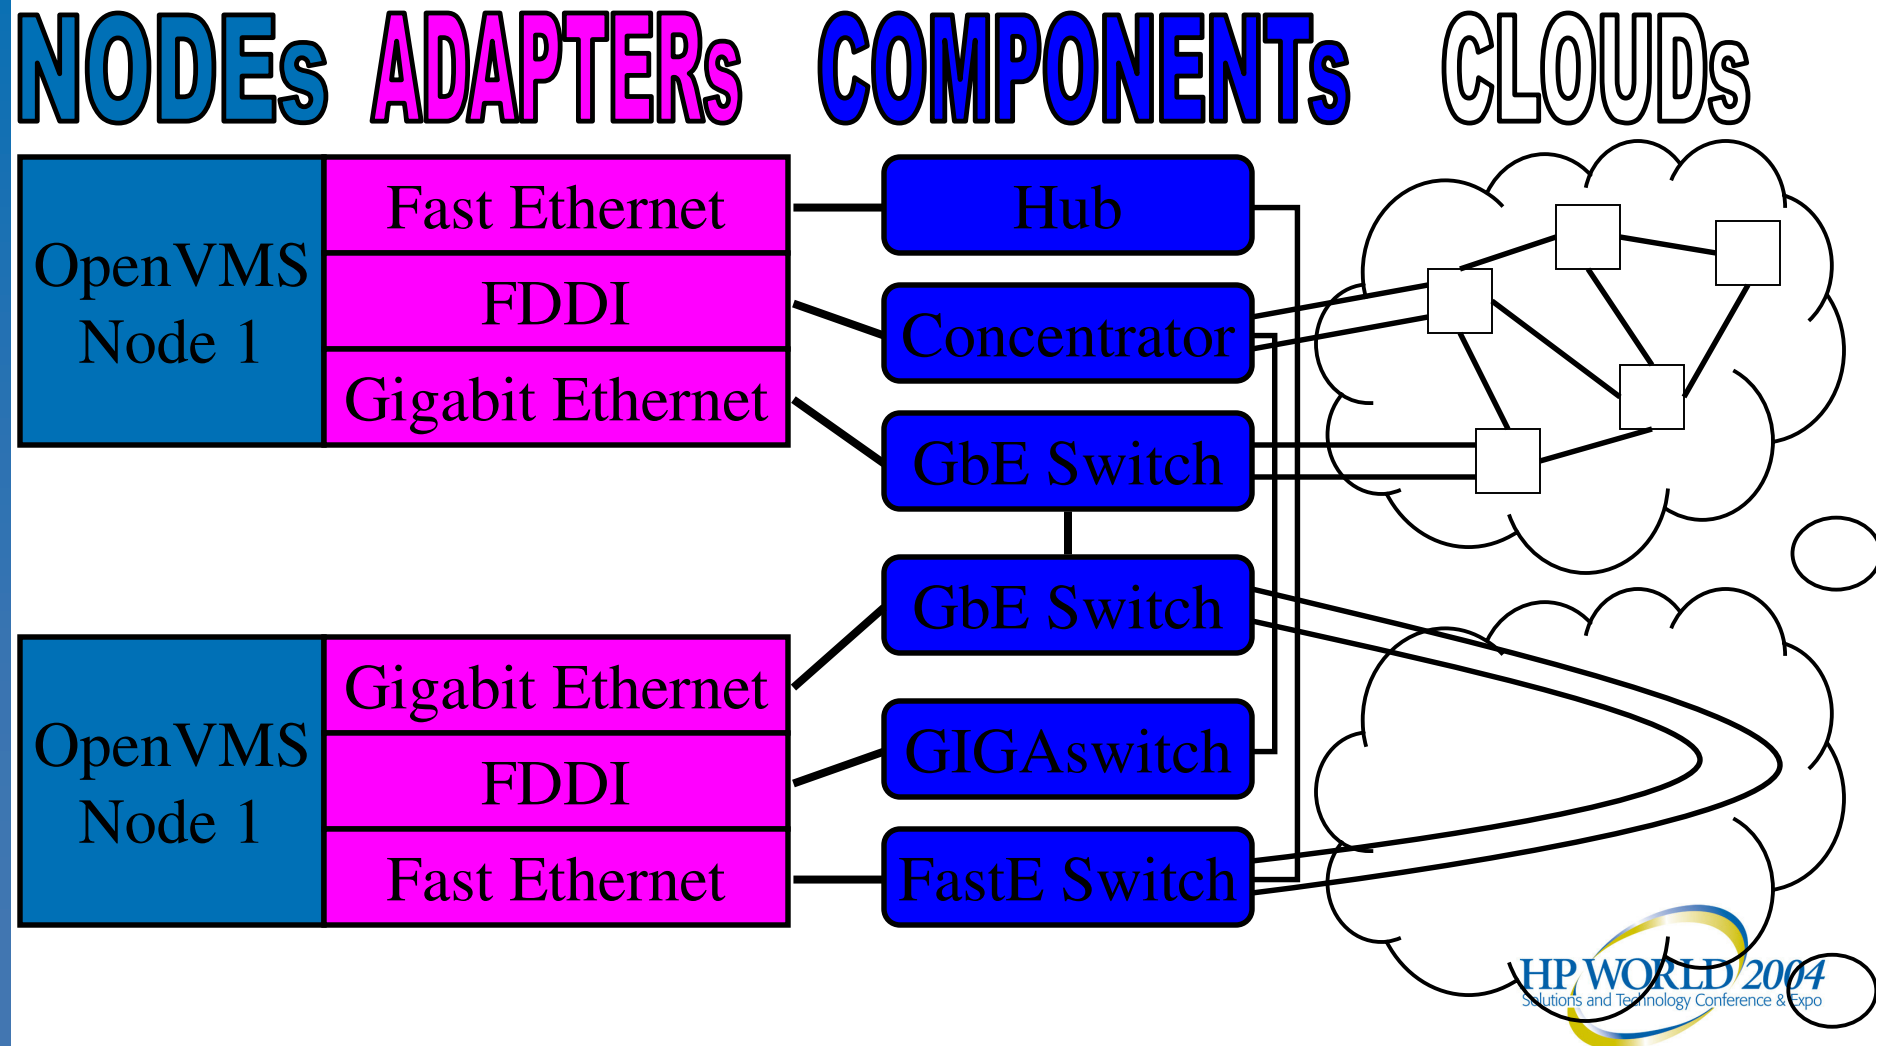 NODEs ADAPTERs COMPONENTs CLOUDs
OpenVMS
Node 1
Fast Ethernet
FDDI
Gigabit Ethernet
Hub
Concentrator
GbE Switch
OpenVMS
Node 1
Gigabit Ethernet
FDDI
Fast Ethernet
GbE Switch
GIGAswitch
FastE Switch
HP WORLD 2004
Solutions and Technology Conference & Expo